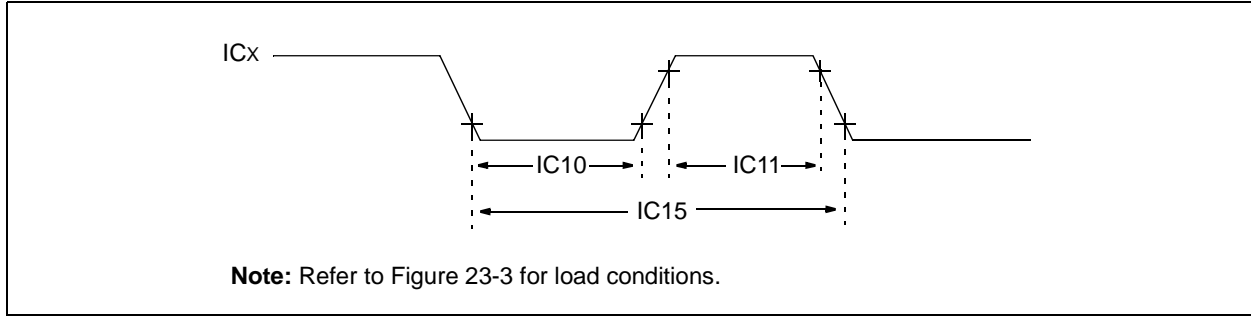 ICX
IC10
IC11
IC15
Note: Refer to Figure 23-3 for load conditions.